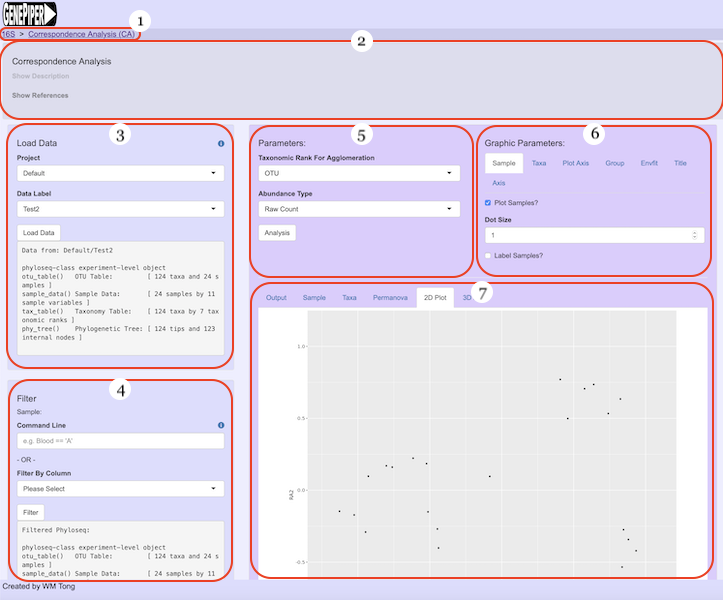 GENEPIPER
1
16S > Correspondence Analysis (CA)
2
Correspondence Analysis
Show Description
Show References
3
Load Data
Project
Default
Data Label
Test2
Load Data
Data from: Default/Test2
phyloseq-class experiment-level object
otu_table() OTU Table: [ 124 taxa and 24 s
amples ]
sample_data() Sample Data: [ 24 samples by 11
sample variables ]
tax_table() Taxonomy Table: [ 124 taxa by 7 tax
onomic ranks ]
phy_tree() Phylogenetic Tree: [ 124 tips and 123
internal nodes ]
4
Filter
Sample:
Command Line
e.g. Blood == 'A'
- OR -
Filter By Column
Please Select
Filter
Filtered Phyloseq:
phyloseq-class experiment-level object
otu_table() OTU Table: [ 124 taxa and 24 s
amples ]
sample_data() Sample Data: [ 24 samples by 11
5
Parameters:
Taxonomic Rank For Agglomeration
OTU
Abundance Type
Raw Count
Analysis
6
Graphic Parameters:
Sample Taxa Plot Axis Group Envfit Title
Axis
Plot Samples?
Dot Size
1
Label Samples?
7
Output Sample Taxa Permanova 2D Plot 3D
1.0
0.5
0.0
-0.5
RA2
Created by WM Tong